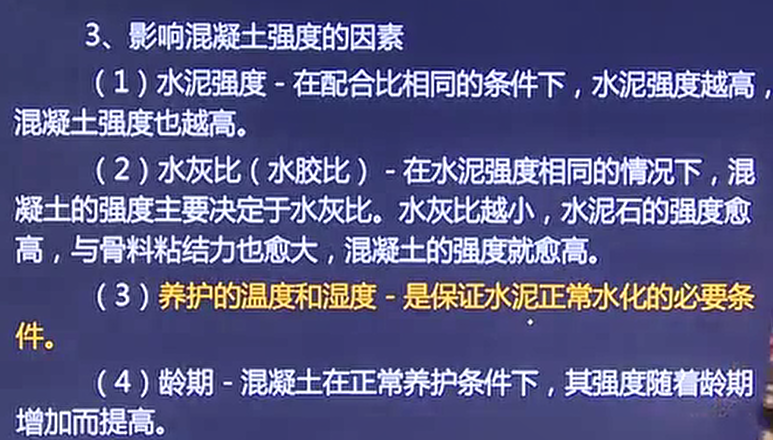 3、影响混凝土强度的因素
（1）水泥强度－在配合比相同的条件下，水泥强度越高，
混凝土强度也越高。
（2）水灰比（水胶比）－在水泥强度相同的情况下，混
凝土的强度主要决定于水灰比。水灰比越小，水泥石的强度愈
高，与骨料粘结力也愈大，混凝土的强度就愈高。
（3）养护的温度和湿度－是保证水泥正常水化的必要条
件。
（4）龄期－混凝土在正常养护条件下，其强度随着龄期
增加而提高。